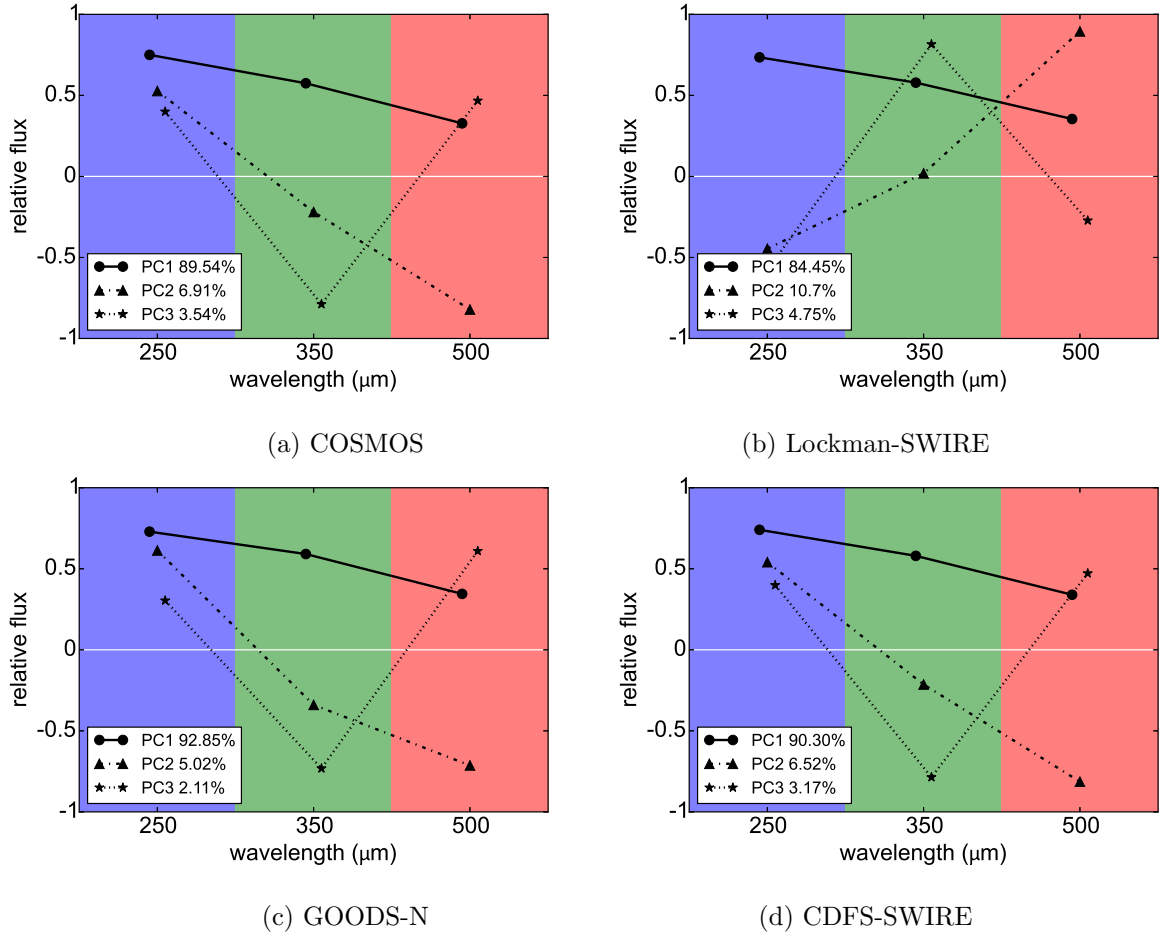 1
0.5
0
-0.5
-1
relative flux
PC1 89.54%
PC2 6.91%
PC3 3.54%
250 350 500
wavelength (μm)
(a) COSMOS
1
0.5
0
-0.5
-1
relative flux
PC1 84.45%
PC2 10.7%
PC3 4.75%
250 350 500
wavelength (μm)
(b) Lockman-SWIRE
1
0.5
0
-0.5
-1
relative flux
PC1 92.85%
PC2 5.02%
PC3 2.11%
250 350 500
wavelength (μm)
(c) GOODS-N
1
0.5
0
-0.5
-1
relative flux
PC1 90.30%
PC2 6.52%
PC3 3.17%
250 350 500
wavelength (μm)
(d) CDFS-SWIRE